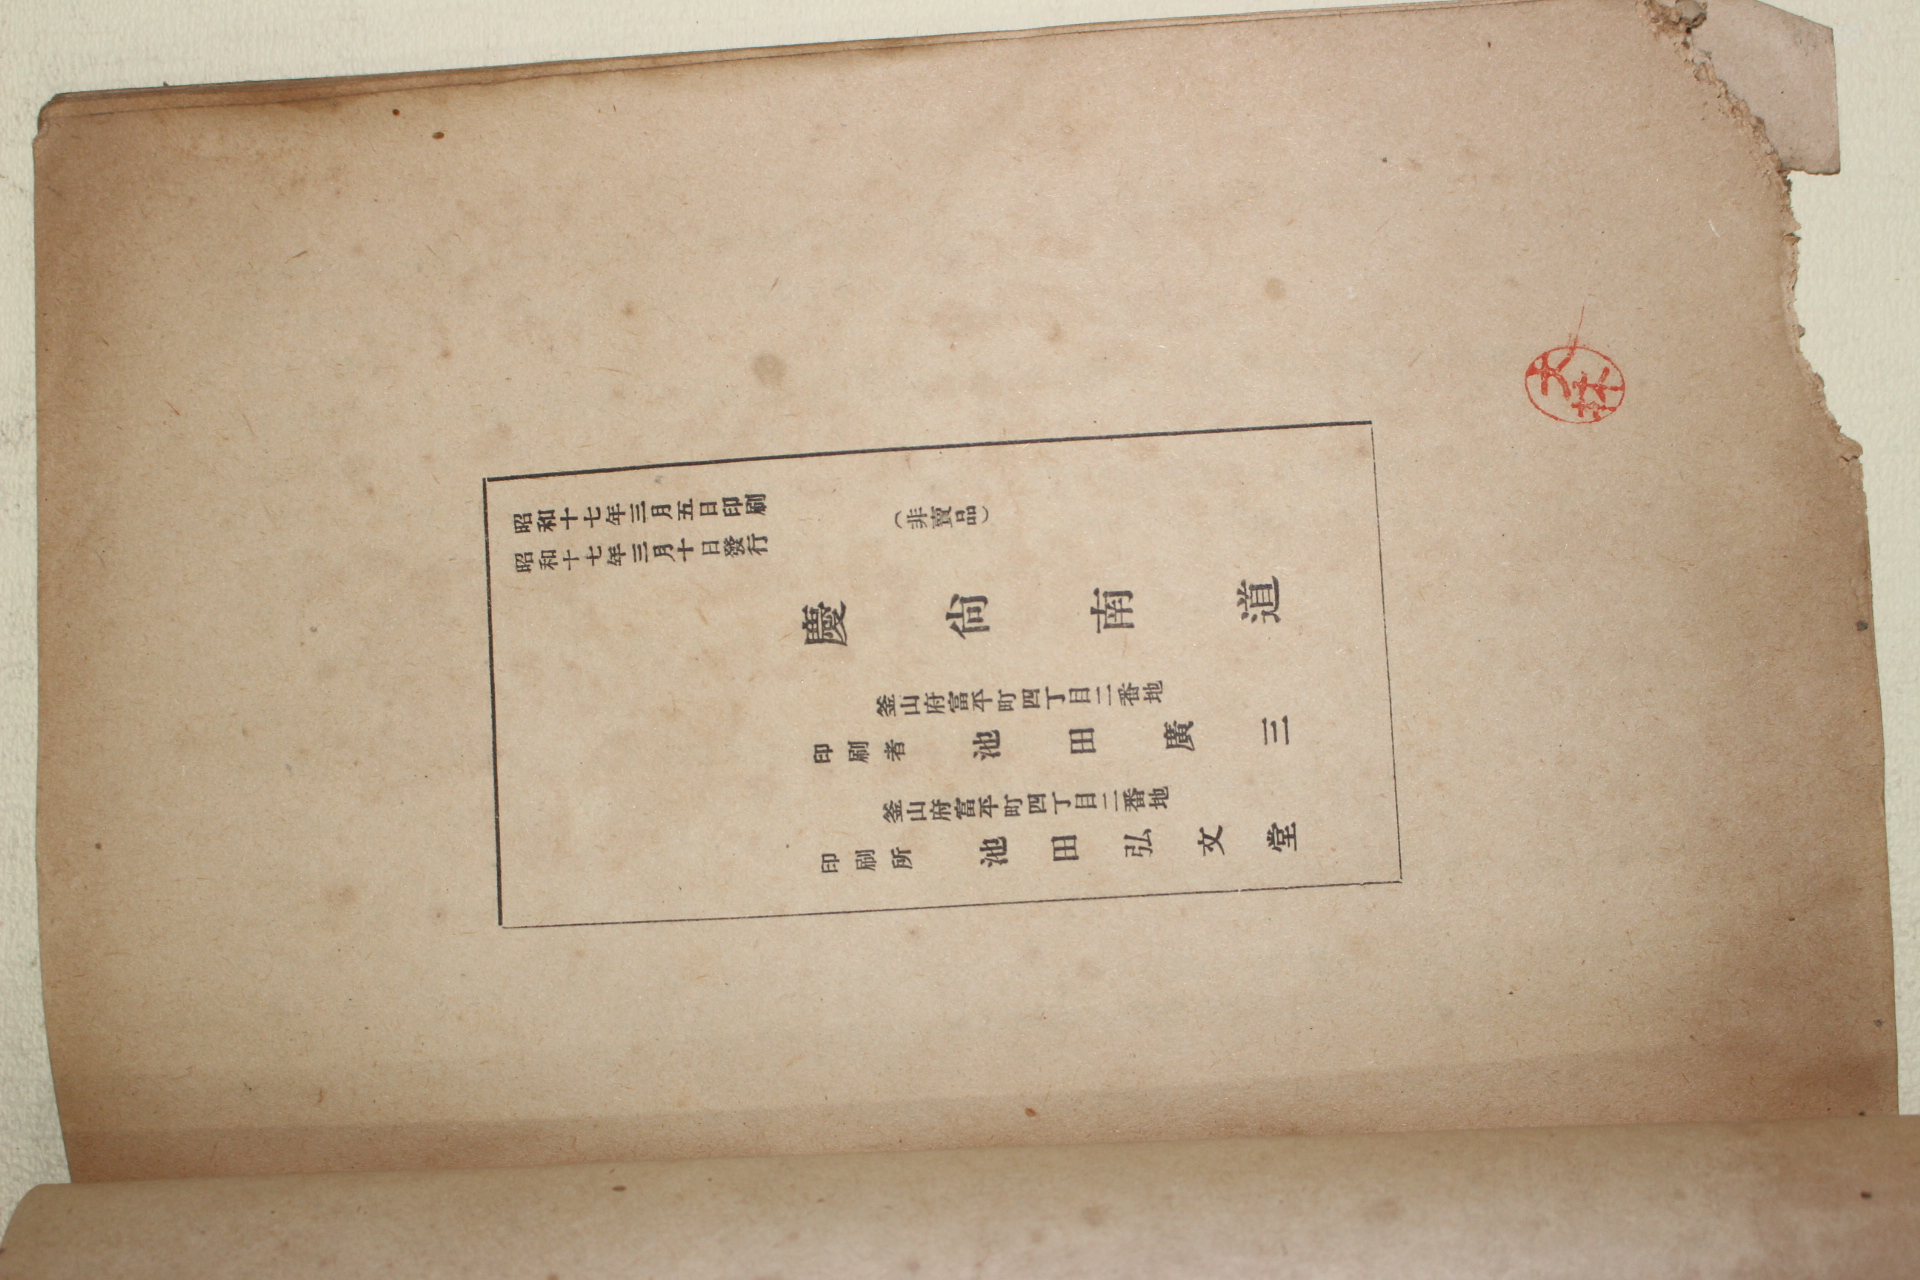 昭和十七年三月五日印刷
昭和十七年三月十日發行
（非賣品）
慶尙南道
釜山府富平町四丁目二番地
印刷者 池田廣三
釜山府富平町四丁目二番地
印刷所 池田弘文堂
大林